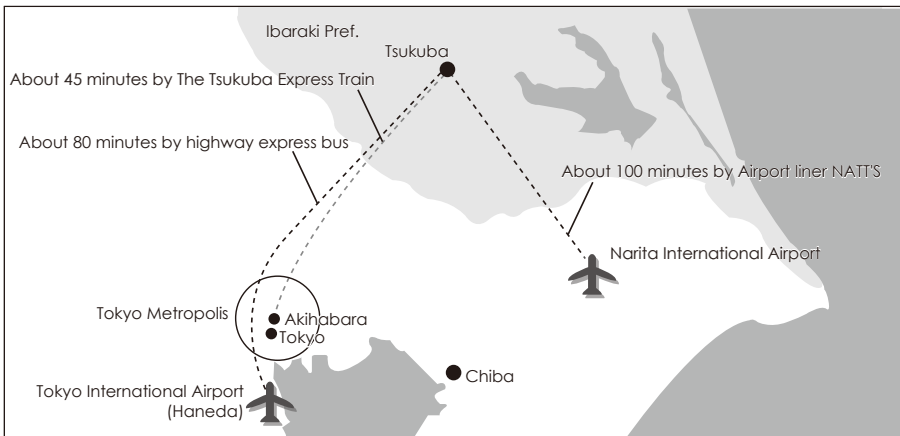 Ibaraki Pref.
Tsukuba
About 45 minutes by The Tsukuba Express Train
About 80 minutes by highway express bus
About 100 minutes by Airport liner NATT'S
Narita International Airport
Tokyo Metropolis
Akihabara
Tokyo
Chiba
Tokyo International Airport
(Haneda)